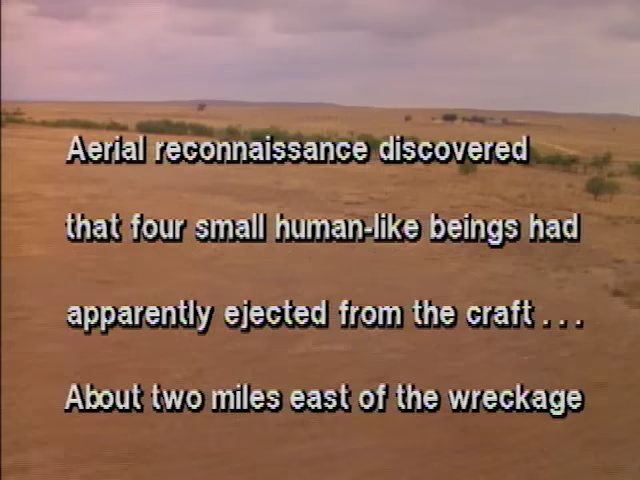 Aerial reconnaissance discovered
that four small human-like beings had
apparently ejected from the craft . . .
About two miles east of the wreckage